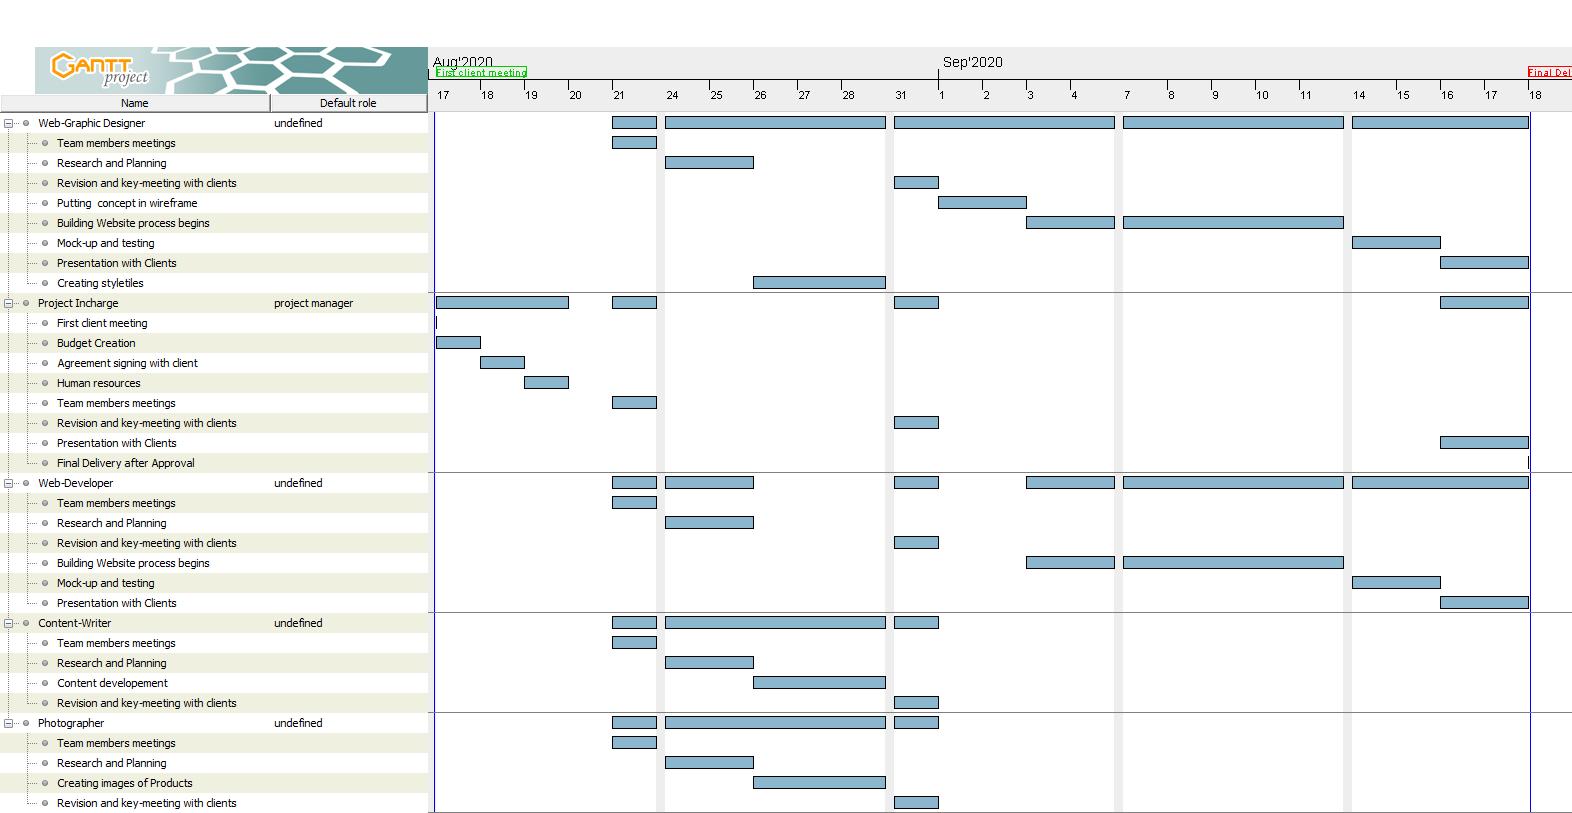 GANTT
project
Aug'2020
Sep'2020
First client meeting
Final Del
Name Default role
17 18 19 20 21 24 25 26 27 28 31 1 2 3 4 7 8 9 10 11 14 15 16 17 18
Web-Graphic Designer undefined
Team members meetings
Research and Planning
Revision and key-meeting with clients
Putting concept in wireframe
Building Website process begins
Mock-up and testing
Presentation with Clients
Creating styletiles
Project Incharge project manager
First client meeting
Budget Creation
Agreement signing with client
Human resources
Team members meetings
Revision and key-meeting with clients
Presentation with Clients
Final Delivery after Approval
Web-Developer undefined
Team members meetings
Research and Planning
Revision and key-meeting with clients
Building Website process begins
Mock-up and testing
Presentation with Clients
Content-Writer undefined
Team members meetings
Research and Planning
Content developement
Revision and key-meeting with clients
Photographer undefined
Team members meetings
Research and Planning
Creating images of Products
Revision and key-meeting with clients